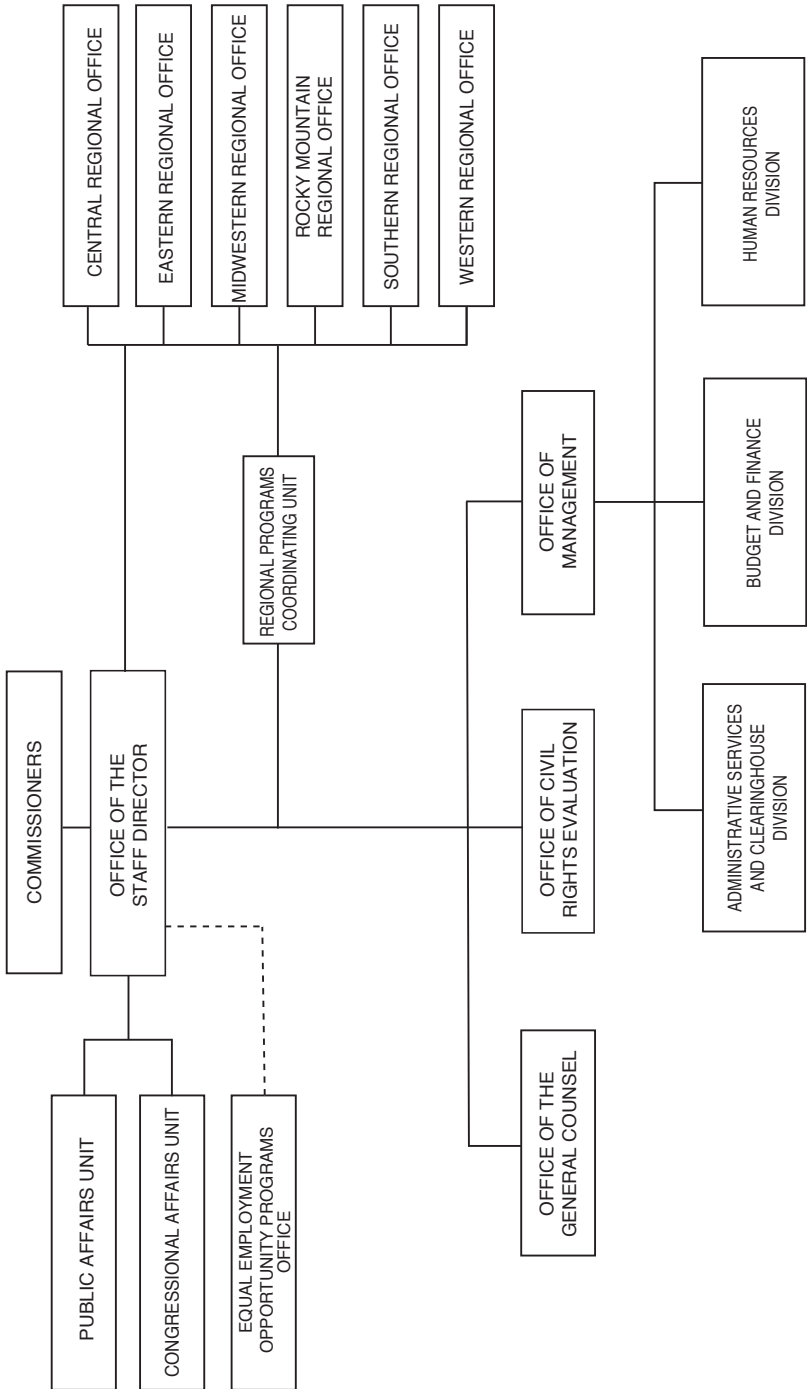 COMMISSIONERS
PUBLIC AFFAIRS UNIT
CONGRESSIONAL AFFAIRS UNIT
EQUAL EMPLOYMENT
OPPORTUNITY PROGRAMS
OFFICE
OFFICE OF THE
STAFF DIRECTOR
CENTRAL REGIONAL OFFICE
EASTERN REGIONAL OFFICE
MIDWESTERN REGIONAL OFFICE
ROCKY MOUNTAIN
REGIONAL OFFICE
SOUTHERN REGIONAL OFFICE
WESTERN REGIONAL OFFICE
REGIONAL PROGRAMS
COORDINATING UNIT
OFFICE OF THE
GENERAL COUNSEL
OFFICE OF CIVIL
RIGHTS EVALUATION
OFFICE OF
MANAGEMENT
ADMINISTRATIVE SERVICES
AND CLEARINGHOUSE
DIVISION
BUDGET AND FINANCE
DIVISION
HUMAN RESOURCES
DIVISION